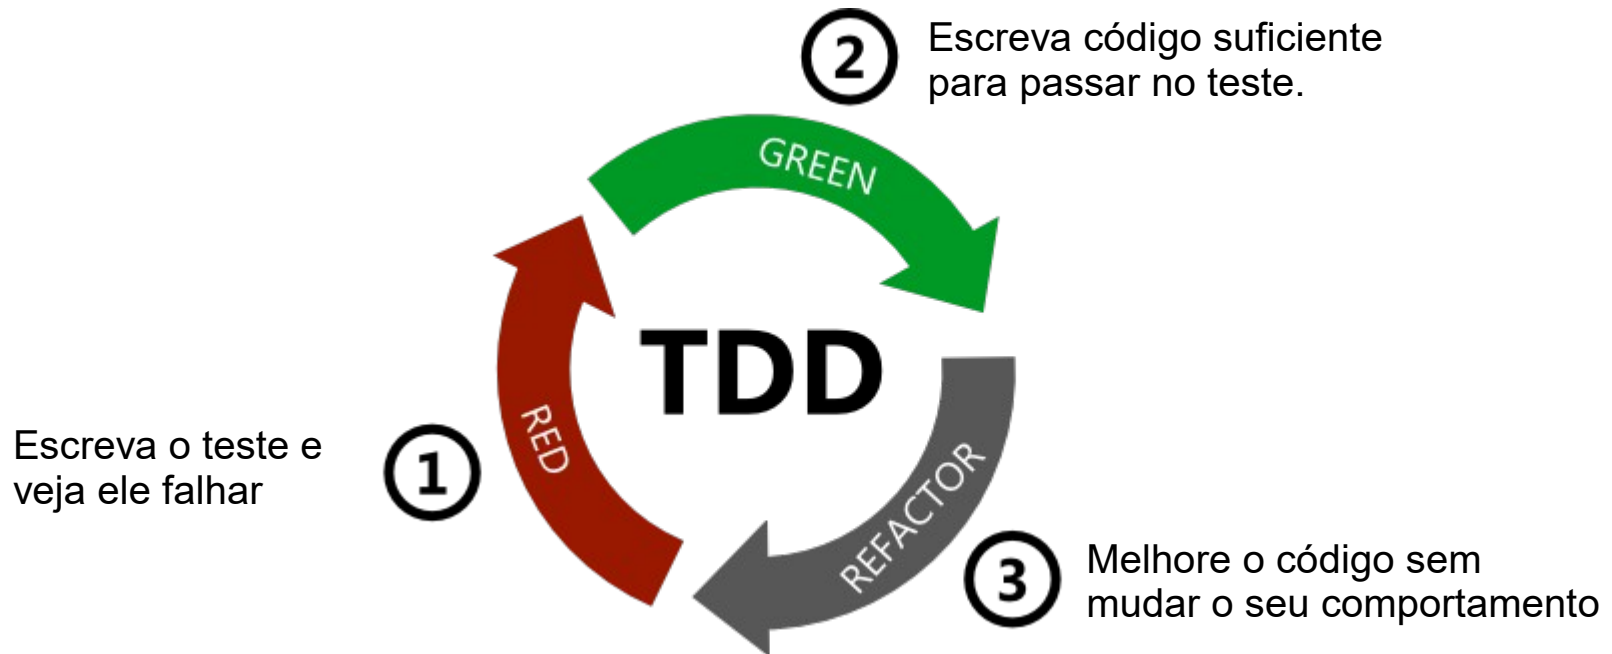 2
Escreva código suficiente
para passar no teste.
GREEN
TDD
RED
Escreva o teste e
veja ele falhar
1
REFACTOR
3
Melhore o código sem
mudar o seu comportamento